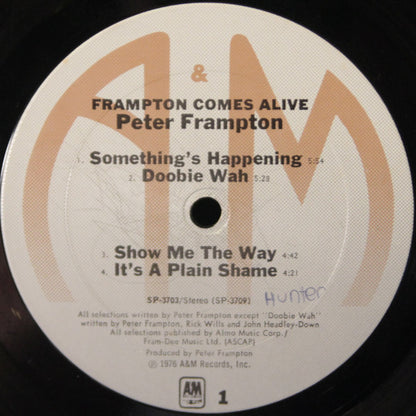 A&M
FRAMPTON COMES ALIVE
Peter Frampton
1. Something's Happening 5:54
2. Doobie Wah 5:28
3. Show Me The Way 4:42
4. It's A Plain Shame 4:21
SP-3703/Stereo (SP-3709)
Hunter
All selections written by Peter Frampton except "Doobie Wah"
written by Peter Frampton, Rick Wills and John Headley-Down
All selections published by Almo Music Corp./
Fram-Dee Music Ltd. (ASCAP)
Produced by Peter Frampton
℗ 1976 A&M Records, Inc.
A&M
1